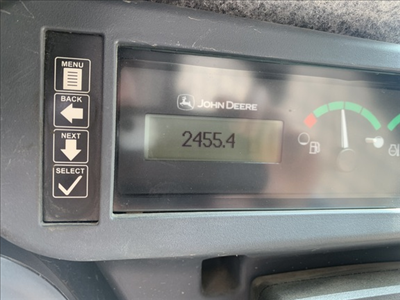 MENU
BACK
NEXT
SELECT
JOHN DEERE
2455.4